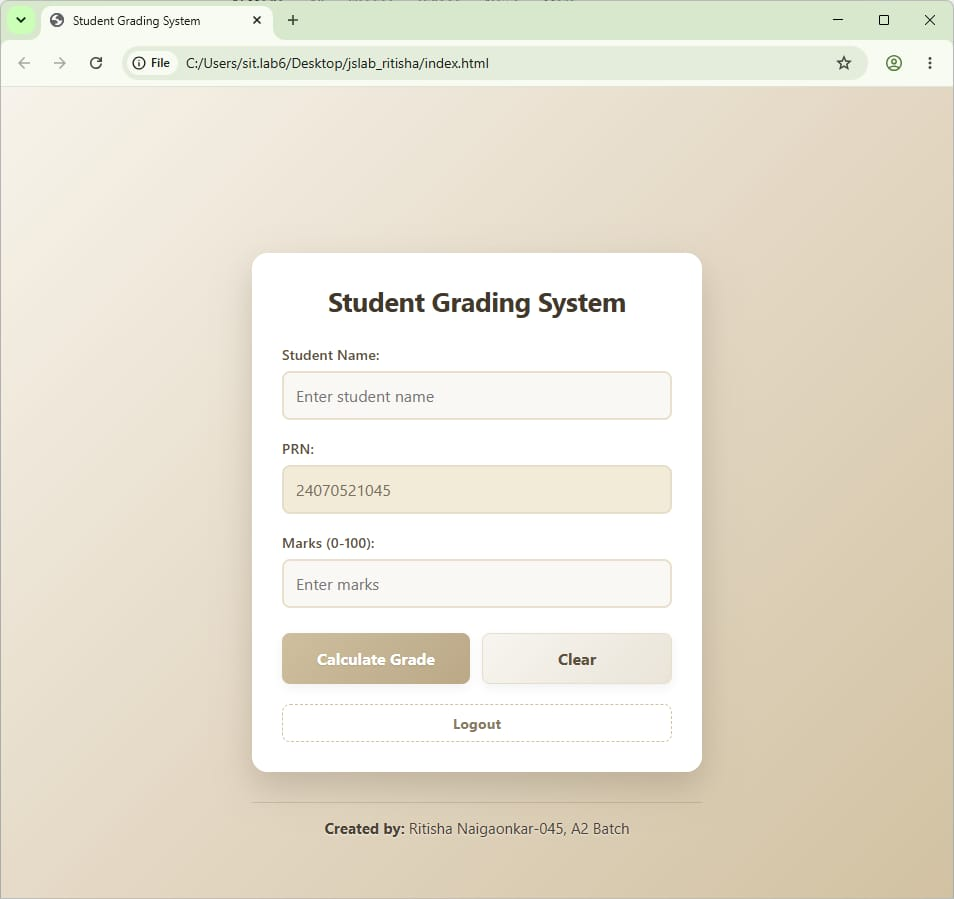 Student Grading System
File C:/Users/sit.lab6/Desktop/jslab_ritisha/index.html
Student Grading System
Student Name:
Enter student name
PRN:
24070521045
Marks (0-100):
Enter marks
Calculate Grade Clear
Logout
Created by: Ritisha Naigaonkar-045, A2 Batch